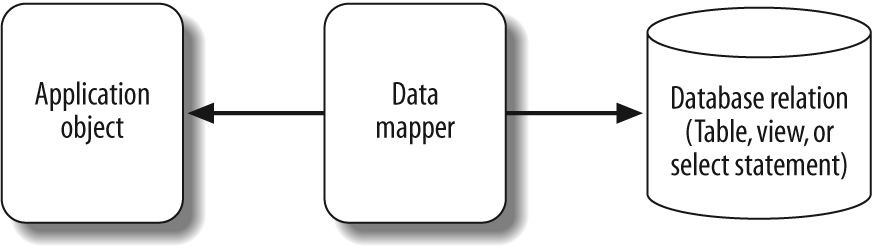 Application
object
Data
mapper
Database relation
(Table, view, or
select statement)